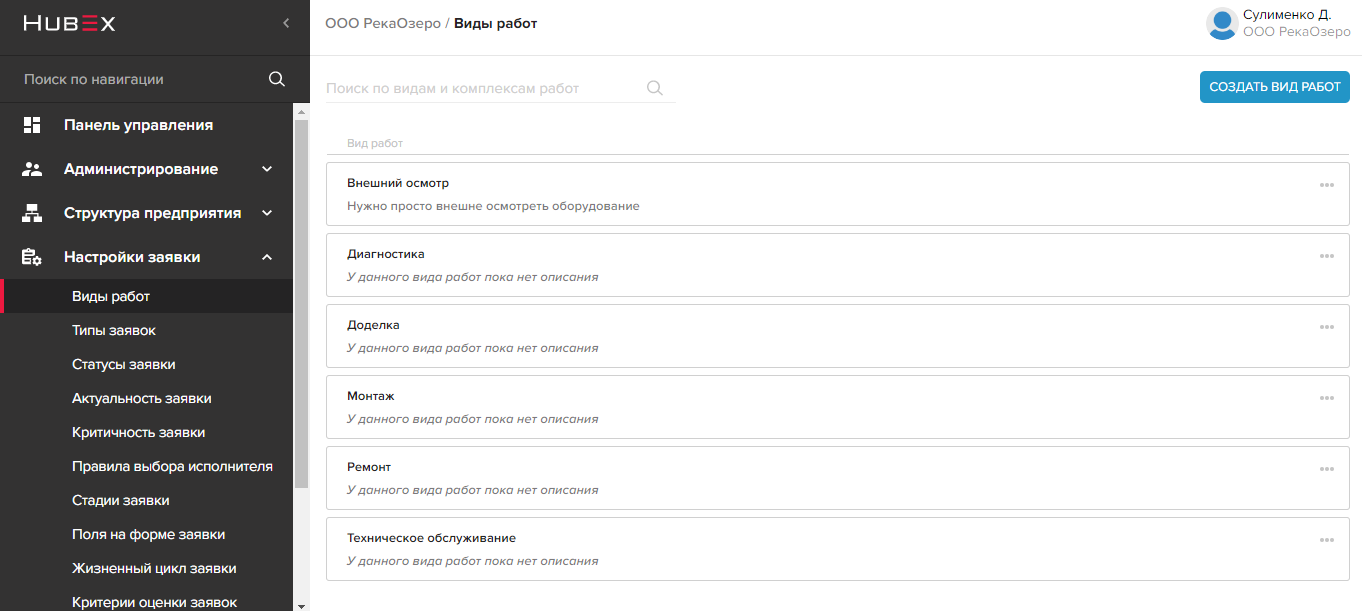 HUBEX
Поиск по навигации
Панель управления
Администрирование
Структура предприятия
Настройки заявки
Виды работ
Типы заявок
Статусы заявки
Актуальность заявки
Критичность заявки
Правила выбора исполнителя
Стадии заявки
Поля на форме заявки
Жизненный цикл заявки
Критерии оценки заявок
ООО РекаОзеро / Виды работ
Сулименко Д.
ООО РекаОзеро
Поиск по видам и комплексам работ
СОЗДАТЬ ВИД РАБОТ
Вид работ
Внешний осмотр
Нужно просто внешне осмотреть оборудование
Диагностика
У данного вида работ пока нет описания
Доделка
У данного вида работ пока нет описания
Монтаж
У данного вида работ пока нет описания
Ремонт
У данного вида работ пока нет описания
Техническое обслуживание
У данного вида работ пока нет описания